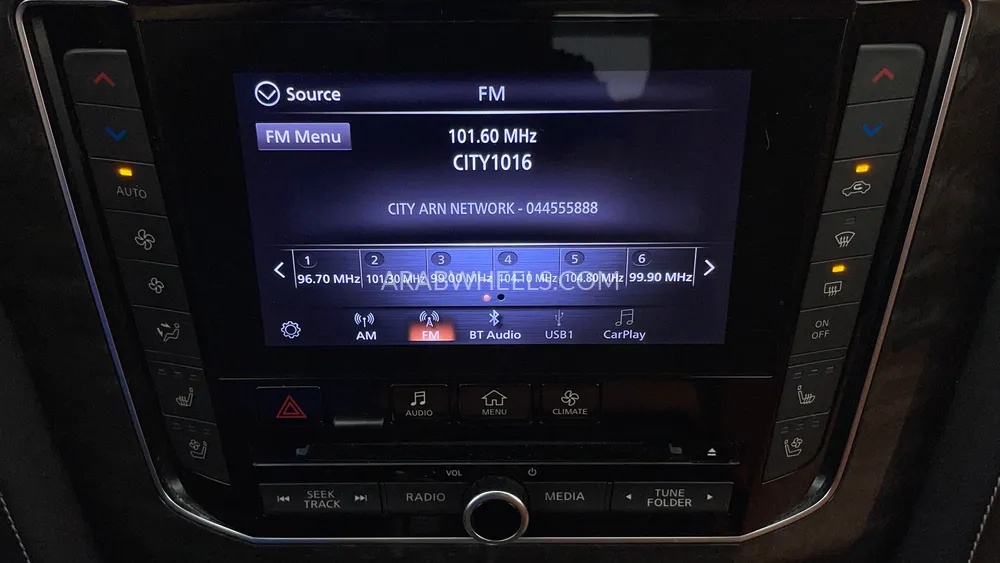 Source
FM
FM Menu
101.60 MHz
CITY1016
CITY ARN NETWORK - 044555888
1 2 3 4 5 6
96.70 MHz 101.30 MHz 99.00 MHz 104.10 MHz 104.80 MHz 99.90 MHz
ARABWHEELS.COM
AM FM BT Audio USB1 CarPlay
AUTO
ON
OFF
AUDIO
MENU
CLIMATE
VOL
SEEK
TRACK
RADIO
MEDIA
TUNE
FOLDER